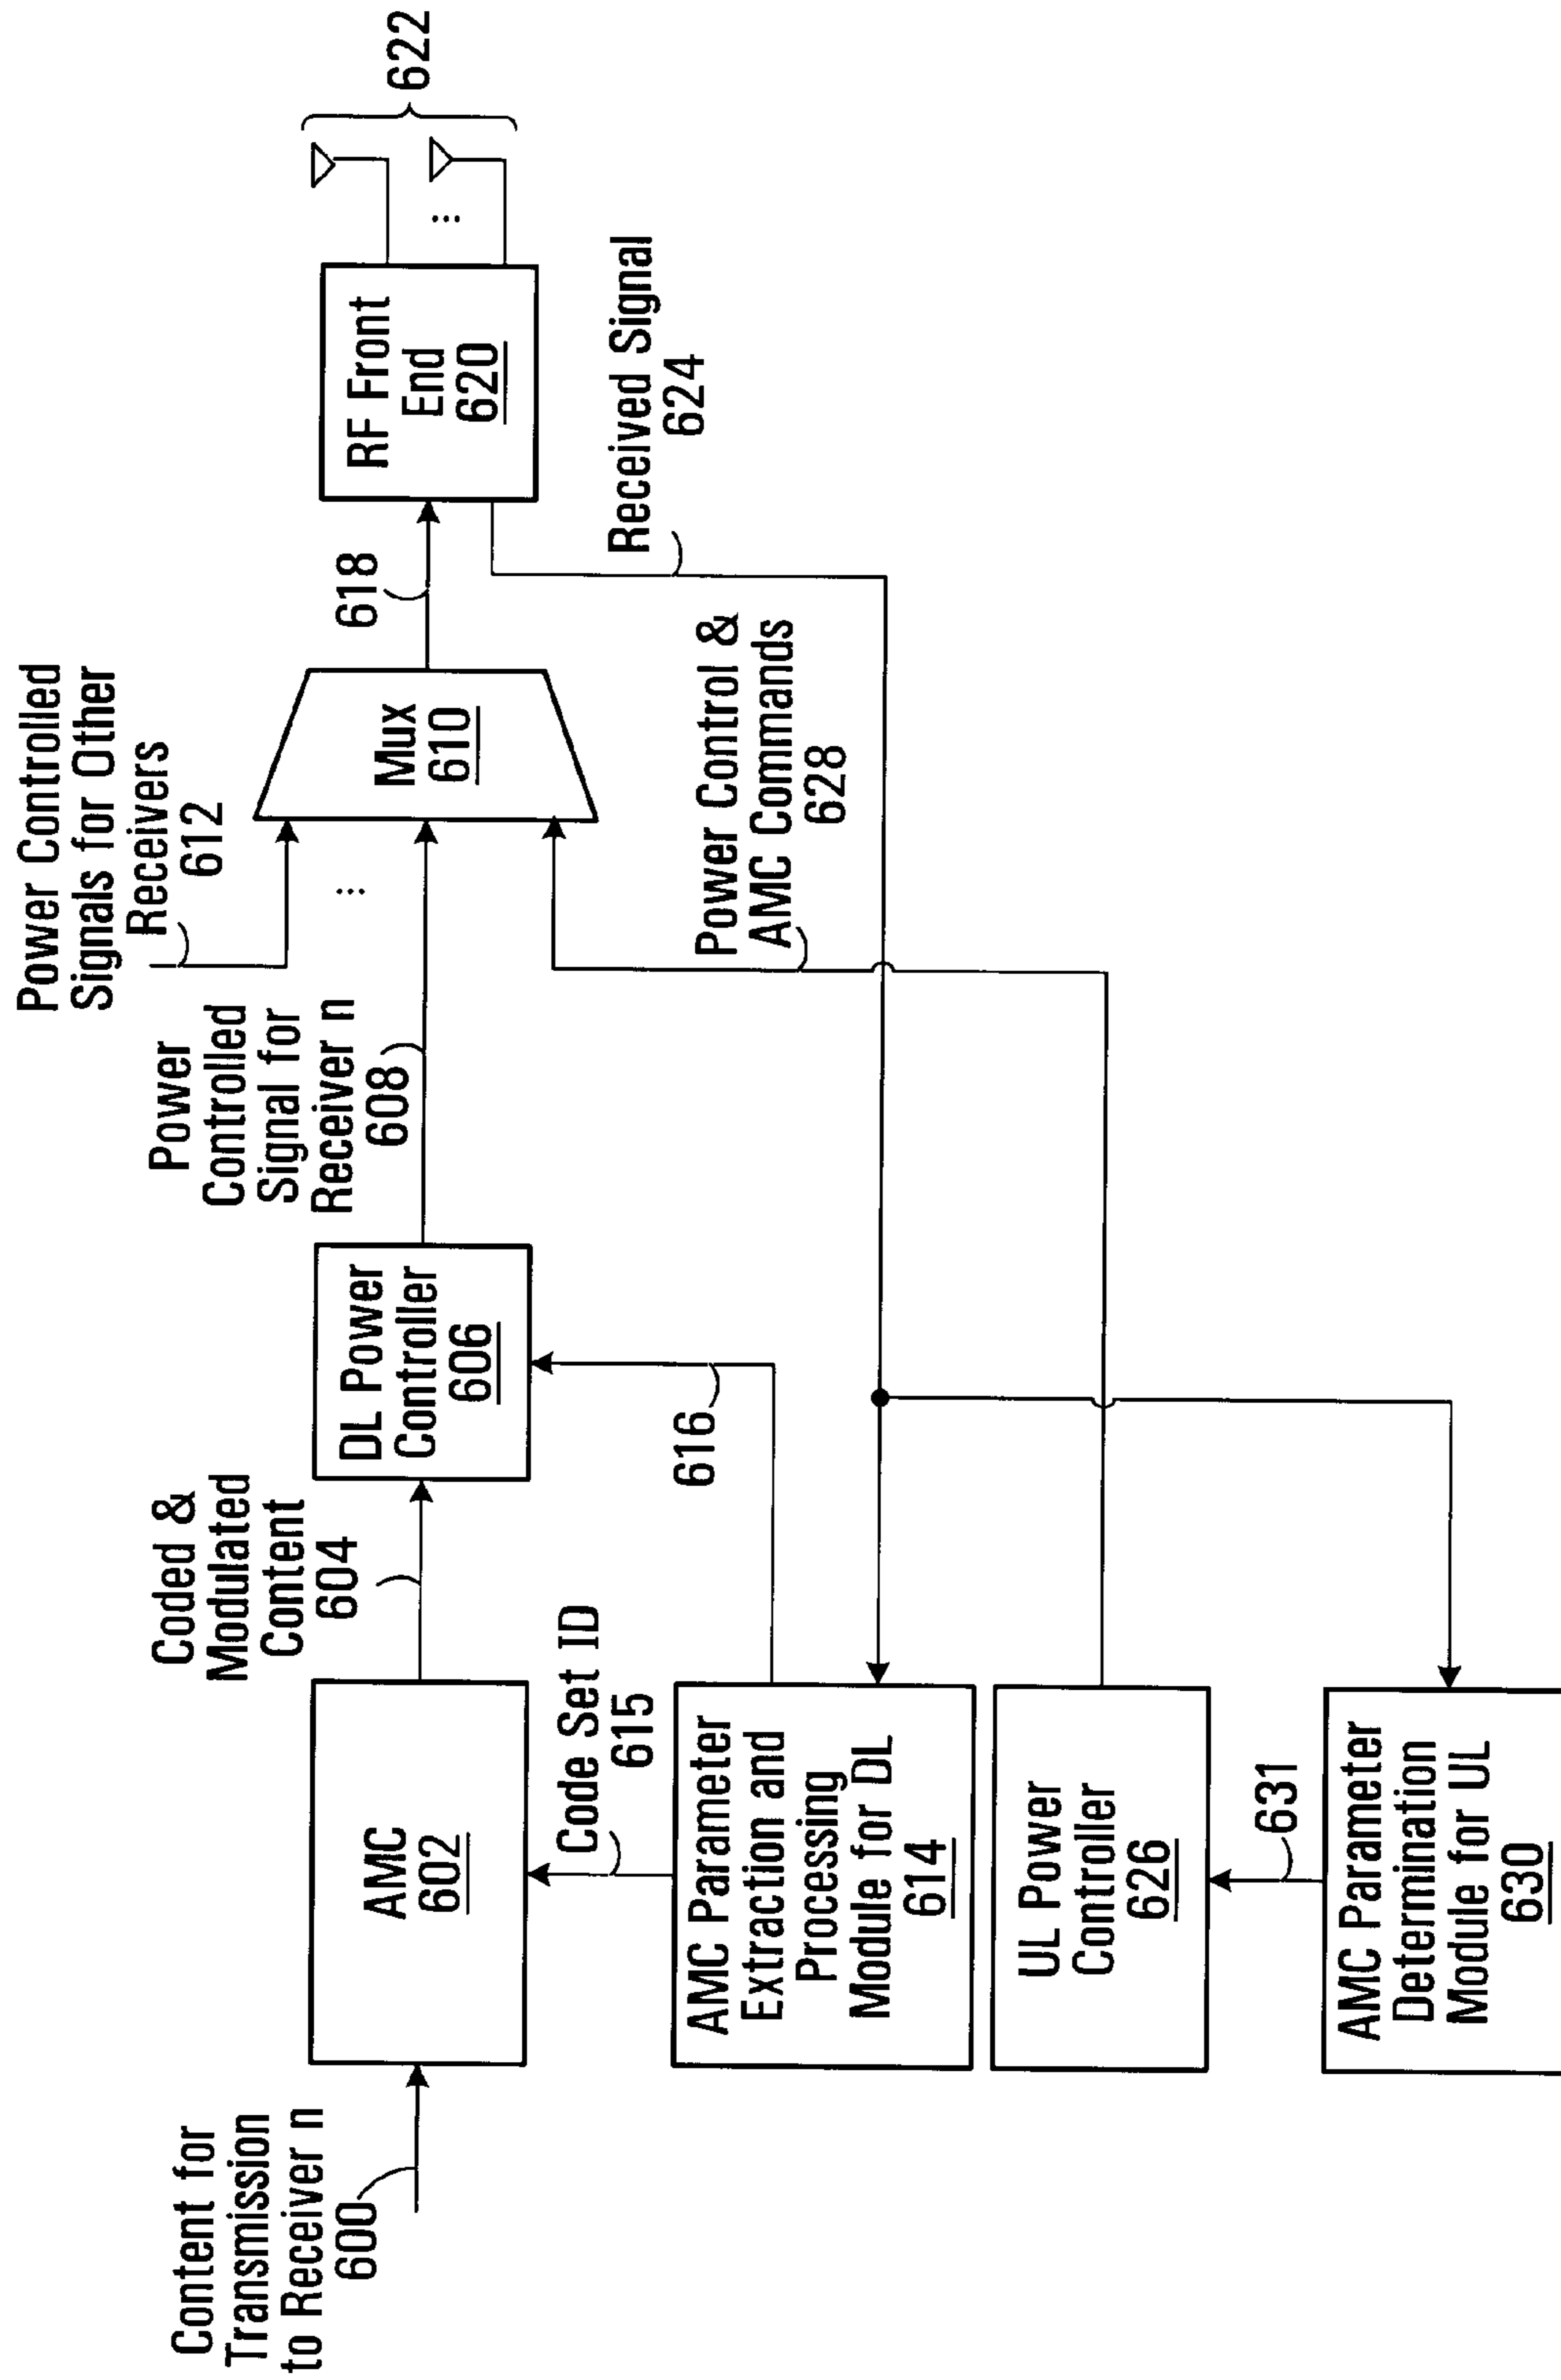 Content for
Transmission
to Receiver n
600
AMC
602
Coded &
Modulated
Content
604
DL Power
Controller
606
Power
Controlled
Signal for
Receiver n
608
Power Controlled
Signals for Other
Receivers
612
Mux
610
618
RF Front
End
620
622
Received Signal
624
Code Set ID
615
616
AMC Parameter
Extraction and
Processing
Module for DL
614
Power Control &
AMC Commands
628
UL Power
Controller
626
631
AMC Parameter
Determination
Module for UL
630